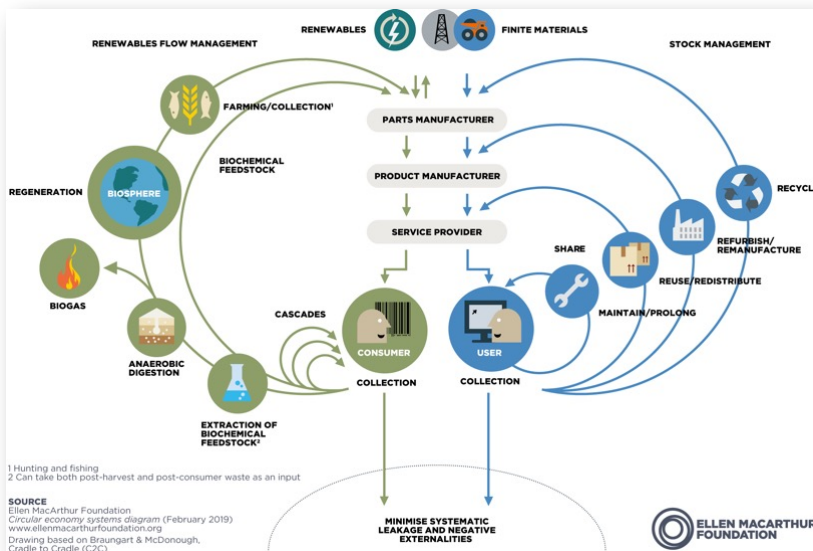 RENEWABLES
FINITE MATERIALS
RENEWABLES FLOW MANAGEMENT
STOCK MANAGEMENT
FARMING/COLLECTION¹
PARTS MANUFACTURER
BIOCHEMICAL
FEEDSTOCK
PRODUCT MANUFACTURER
REGENERATION
BIOSPHERE
RECYCL
SERVICE PROVIDER
REFURBISH/
REMANUFACTURE
SHARE
REUSE/REDISTRIBUTE
BIOGAS
CASCADES
MAINTAIN/PROLONG
CONSUMER
USER
ANAEROBIC
DIGESTION
COLLECTION
COLLECTION
EXTRACTION OF
BIOCHEMICAL
FEEDSTOCK²
1 Hunting and fishing
2 Can take both post-harvest and post-consumer waste as an input
SOURCE
Ellen MacArthur Foundation
Circular economy systems diagram (February 2019)
www.ellenmacarthurfoundation.org
Drawing based on Braungart & McDonough,
Cradle to Cradle (C2C)
MINIMISE SYSTEMATIC
LEAKAGE AND NEGATIVE
EXTERNALITIES
ELLEN MACARTHUR
FOUNDATION